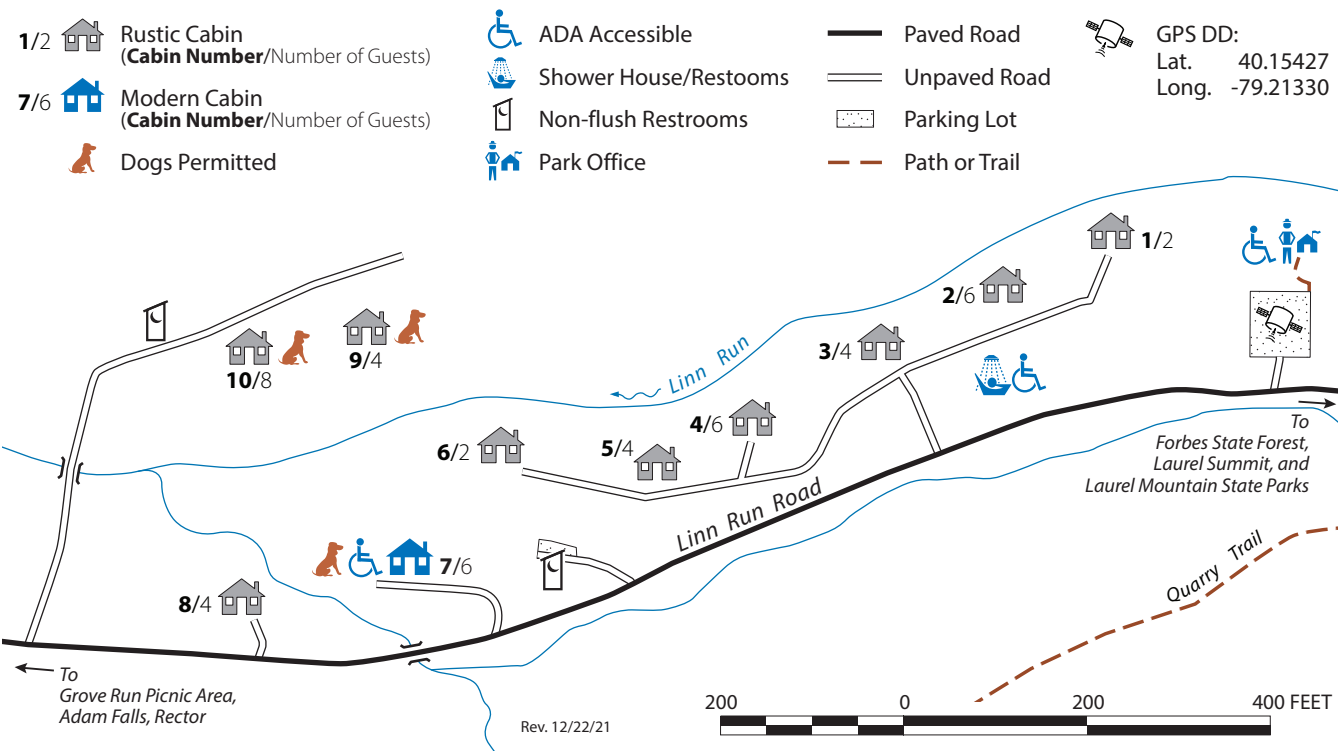 1/2 Rustic Cabin
(Cabin Number/Number of Guests)
7/6 Modern Cabin
(Cabin Number/Number of Guests)
Dogs Permitted
ADA Accessible
Shower House/Restooms
Non-flush Restrooms
Park Office
Paved Road
Unpaved Road
Parking Lot
Path or Trail
GPS DD:
Lat. 40.15427
Long. -79.21330
1/2
2/6
3/4
9/4
10/8
Linn Run
4/6
5/4
6/2
To
Forbes State Forest,
Laurel Summit, and
Laurel Mountain State Parks
Linn Run Road
7/6
8/4
Quarry Trail
To
Grove Run Picnic Area,
Adam Falls, Rector
Rev. 12/22/21
200 0 200 400 FEET